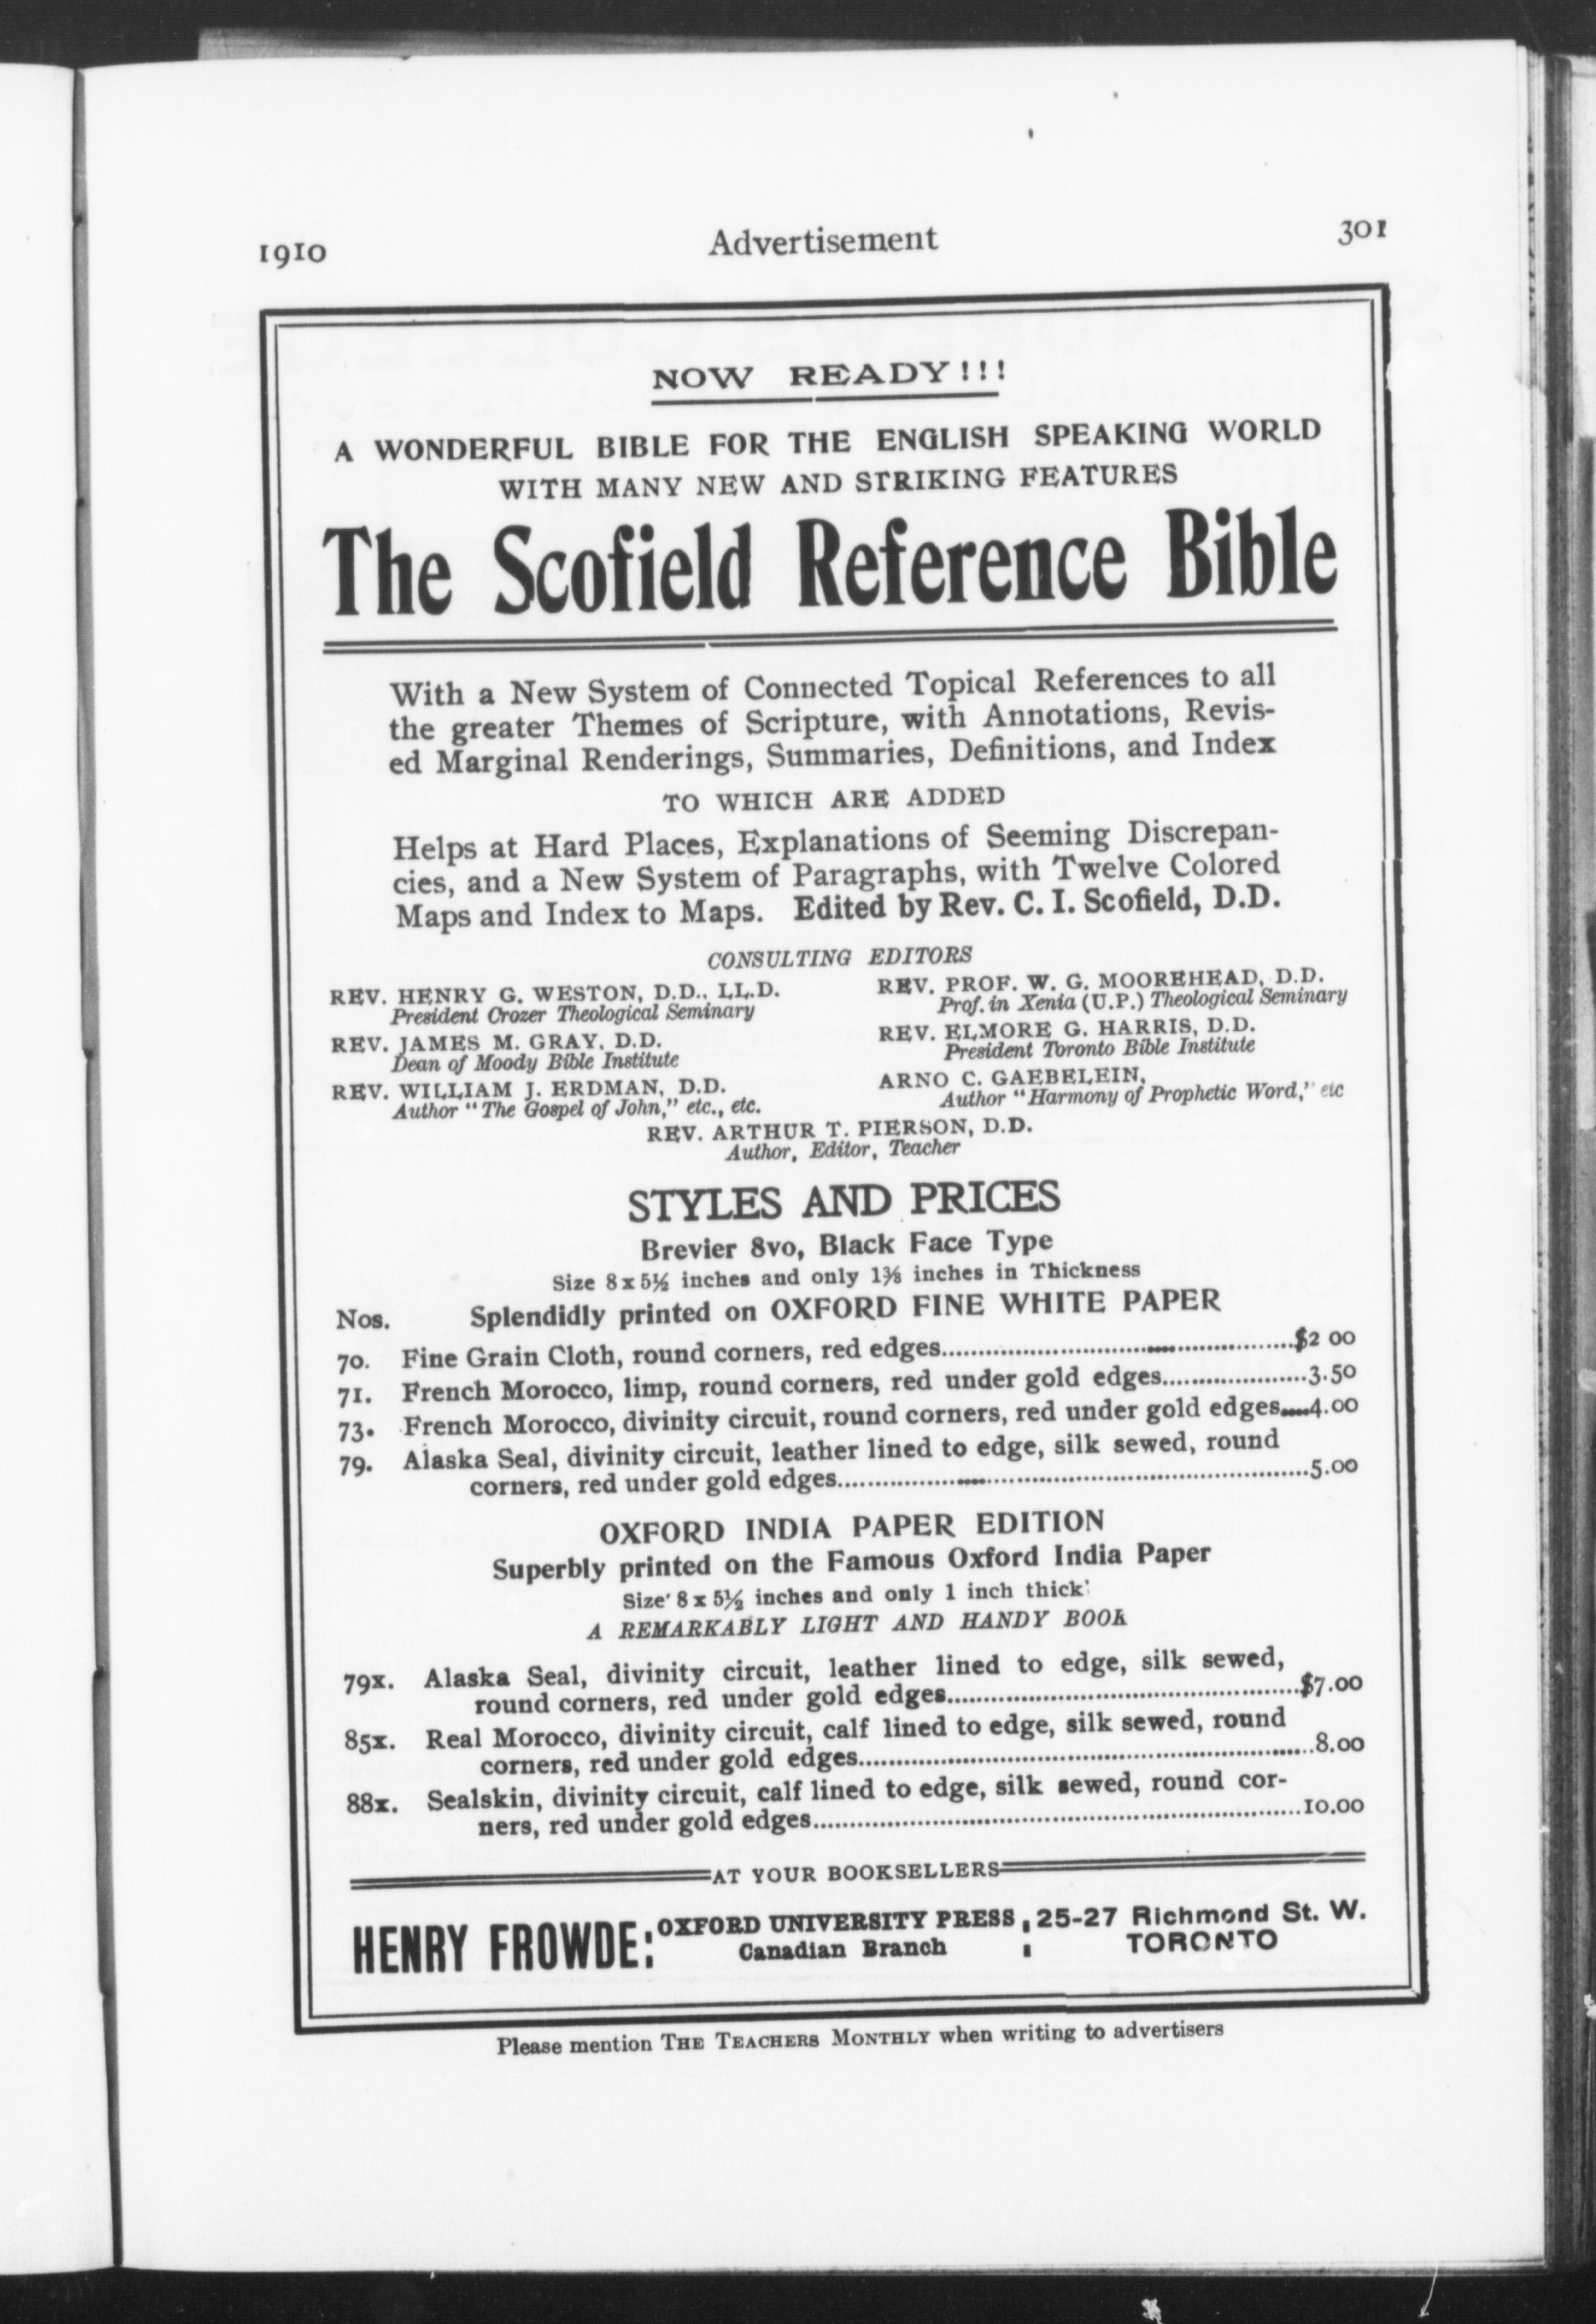 1910 Advertisement 301
NOW READY!!!
A WONDERFUL BIBLE FOR THE ENGLISH SPEAKING WORLD
WITH MANY NEW AND STRIKING FEATURES
The Scofield Reference Bible
With a New System of Connected Topical References to all
the greater Themes of Scripture, with Annotations, Revis-
ed Marginal Renderings, Summaries, Definitions, and Index
TO WHICH ARE ADDED
Helps at Hard Places, Explanations of Seeming Discrepan-
cies, and a New System of Paragraphs, with Twelve Colored
Maps and Index to Maps. Edited by Rev. C. I. Scofield, D.D.
CONSULTING EDITORS
REV. HENRY G. WESTON, D.D., LL.D.
President Crozer Theological Seminary
REV. JAMES M. GRAY, D.D.
Dean of Moody Bible Institute
REV. WILLIAM J. ERDMAN, D.D.
Author "The Gospel of John," etc., etc.
REV. PROF. W. G. MOOREHEAD, D.D.
Prof. in Xenia (U.P.) Theological Seminary
REV. ELMORE G. HARRIS, D.D.
President Toronto Bible Institute
ARNO C. GAEBELEIN,
Author "Harmony of Prophetic Word," etc
REV. ARTHUR T. PIERSON, D.D.
Author, Editor, Teacher
STYLES AND PRICES
Brevier 8vo, Black Face Type
Size 8 x 5½ inches and only 1⅜ inches in Thickness
Nos. Splendidly printed on OXFORD FINE WHITE PAPER
70. Fine Grain Cloth, round corners, red edges..........$2 00
71. French Morocco, limp, round corners, red under gold edges..........3.50
73. French Morocco, divinity circuit, round corners, red under gold edges....4.00
79. Alaska Seal, divinity circuit, leather lined to edge, silk sewed, round
corners, red under gold edges..........5.00
OXFORD INDIA PAPER EDITION
Superbly printed on the Famous Oxford India Paper
Size 8 x 5½ inches and only 1 inch thick
A REMARKABLY LIGHT AND HANDY BOOK
79x. Alaska Seal, divinity circuit, leather lined to edge, silk sewed,
round corners, red under gold edges..........$7.00
85x. Real Morocco, divinity circuit, calf lined to edge, silk sewed, round
corners, red under gold edges..........8.00
88x. Sealskin, divinity circuit, calf lined to edge, silk sewed, round cor-
ners, red under gold edges..........10.00
AT YOUR BOOKSELLERS
HENRY FROWDE: OXFORD UNIVERSITY PRESS, 25-27 Richmond St. W.
Canadian Branch TORONTO
Please mention THE TEACHERS MONTHLY when writing to advertisers